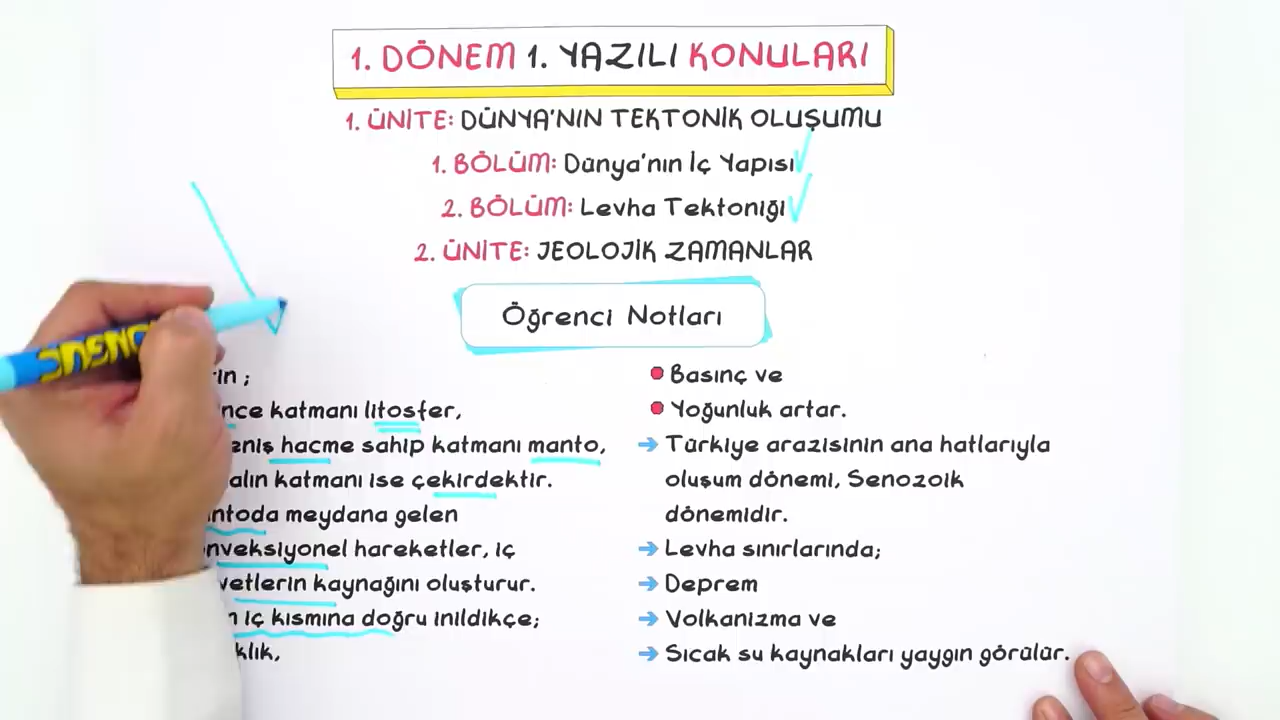 1. DÖNEM 1. YAZILI KONULARI
1. ÜNİTE: DÜNYA'NIN TEKTONİK OLUŞUMU
1. BÖLÜM: Dünya'nın İç Yapısı
2. BÖLÜM: Levha Tektoniği
2. ÜNİTE: JEOLOJİK ZAMANLAR
Öğrenci Notları
;
katmanı litosfer,
hacme sahip katmanı manto,
katmanı ise çekirdektir.
meydana gelen
hareketler, iç
kaynağını oluşturur.
iç kısmına doğru inildikçe;
Basınç ve
Yoğunluk artar.
Türkiye arazisinin ana hatlarıyla
oluşum dönemi, Senozoik
dönemidir.
Levha sınırlarında;
Deprem
Volkanizma ve
Sıcak su kaynakları yaygın görülür.